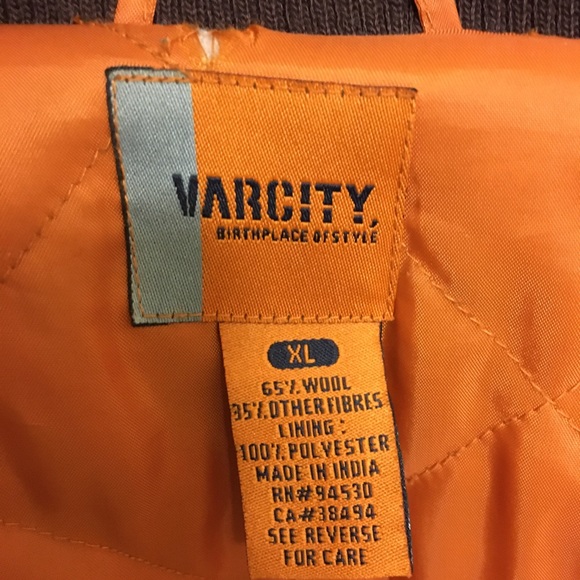 VARCITY,
BIRTHPLACE OF STYLE
XL
65% WOOL
35% OTHER FIBRES
LINING :
100% POLYESTER
MADE IN INDIA
RN#94530
CA#38494
SEE REVERSE
FOR CARE